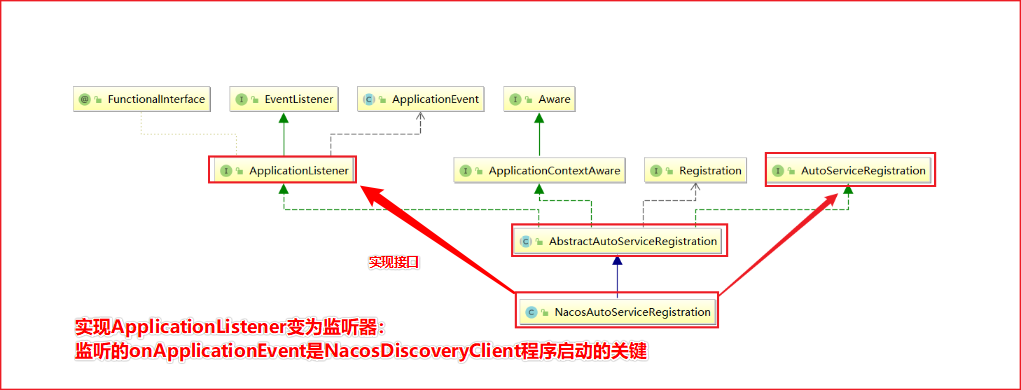 FunctionalInterface
EventListener
ApplicationEvent
Aware
ApplicationListener
ApplicationContextAware
Registration
AutoServiceRegistration
AbstractAutoServiceRegistration
实现接口
NacosAutoServiceRegistration
实现ApplicationListener变为监听器：
监听的onApplicationEvent是NacosDiscoveryClient程序启动的关键